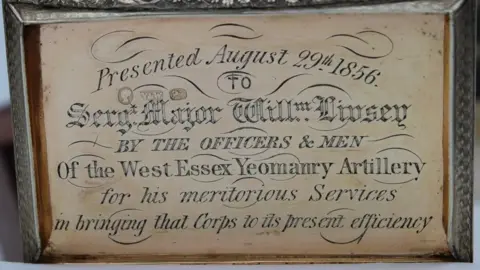 Presented August 29th 1856.
TO
Sergt. Major Willm. Livsey
BY THE OFFICERS & MEN
Of the West Essex Yeomanry Artillery
for his meritorious Services
in bringing that Corps to its present efficiency